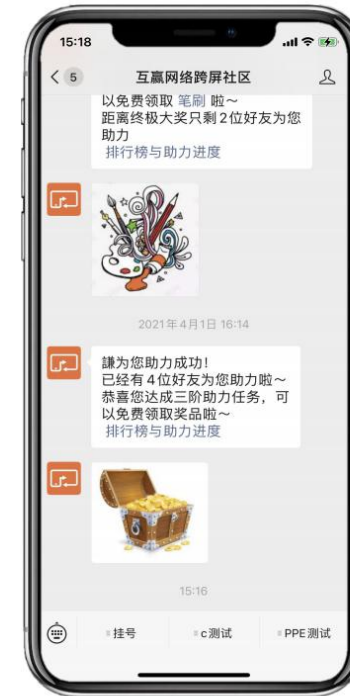 15:18
5
互赢网络跨屏社区
以免费领取 笔刷 啦～
距离终极大奖只剩2位好友为您
助力
排行榜与助力进度
2021年4月1日 16:14
謙为您助力成功！
已经有4位好友为您助力啦～
恭喜您达成三阶助力任务，可
以免费领取奖品啦～
排行榜与助力进度
15:16
挂号
c测试
PPE测试